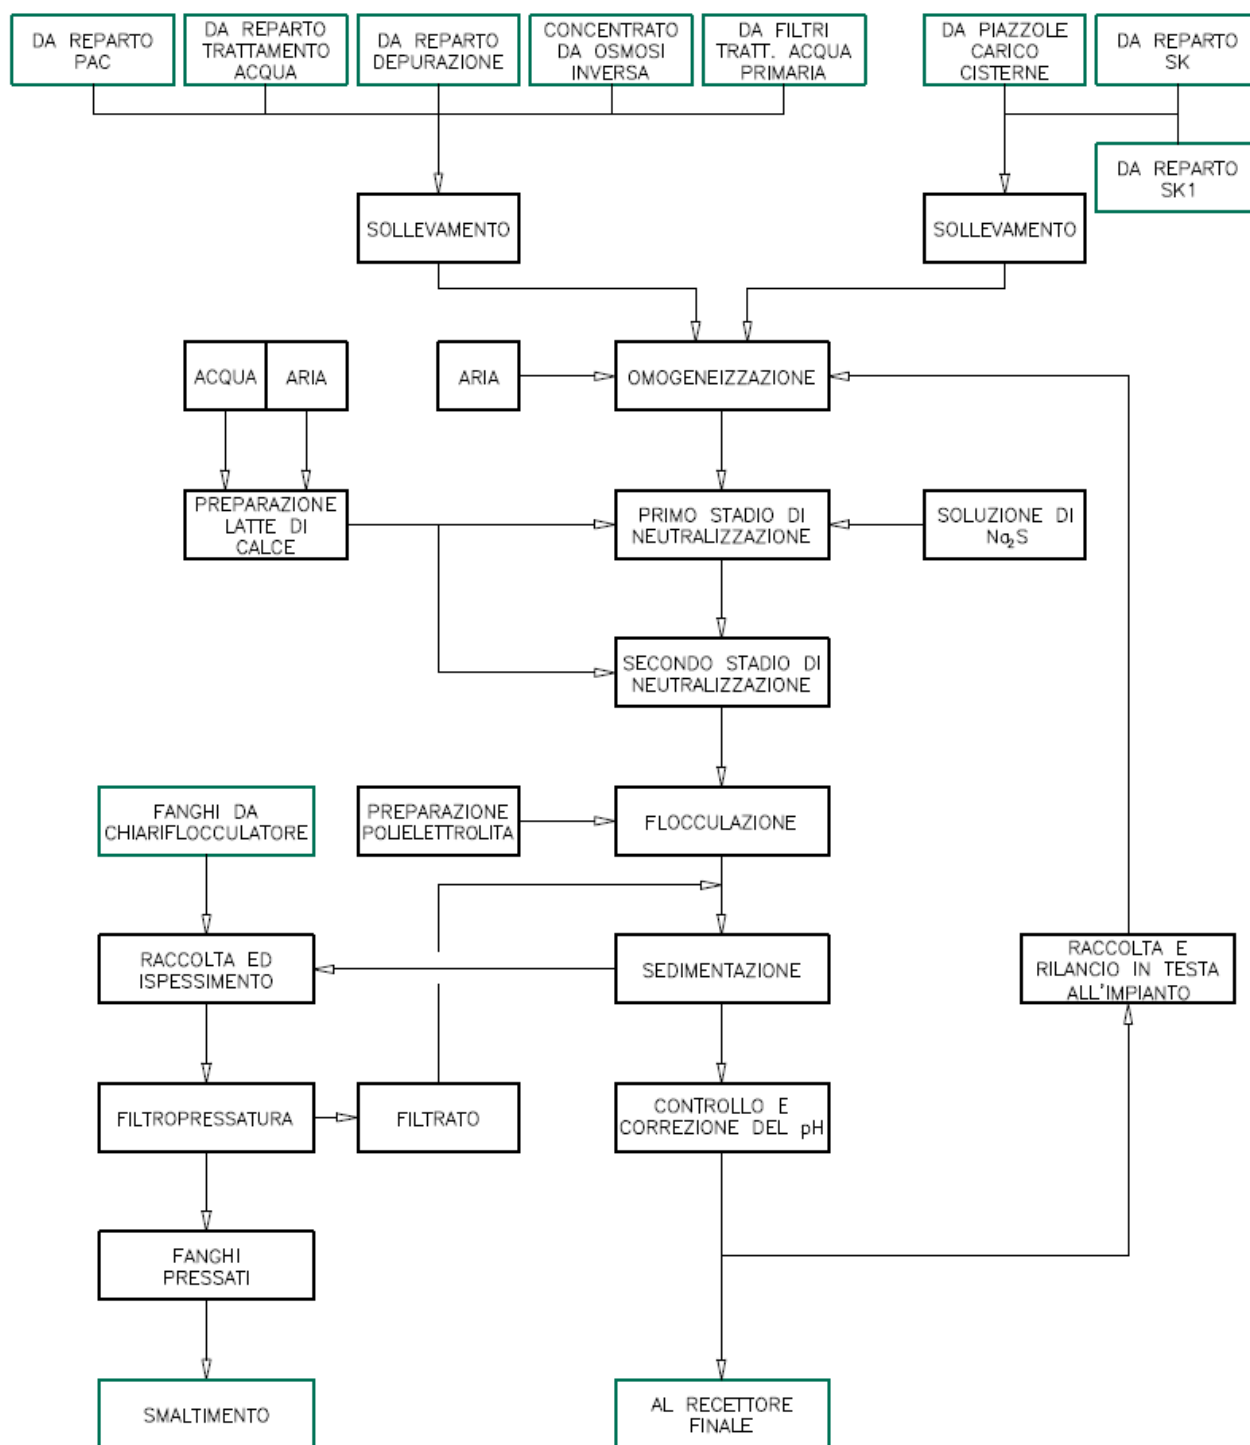 DA REPARTO
PAC
DA REPARTO
TRATTAMENTO
ACQUA
DA REPARTO
DEPURAZIONE
CONCENTRATO
DA OSMOSI
INVERSA
DA FILTRI
TRATT. ACQUA
PRIMARIA
DA PIAZZOLE
CARICO
CISTERNE
DA REPARTO
SK
DA REPARTO
SK1
SOLLEVAMENTO
SOLLEVAMENTO
ACQUA
ARIA
ARIA
OMOGENEIZZAZIONE
PREPARAZIONE
LATTE DI
CALCE
PRIMO STADIO DI
NEUTRALIZZAZIONE
SOLUZIONE DI
Na₂S
SECONDO STADIO DI
NEUTRALIZZAZIONE
FANGHI DA
CHIARIFLOCCULATORE
PREPARAZIONE
POLIELETTROLITA
FLOCCULAZIONE
RACCOLTA ED
ISPESSIMENTO
SEDIMENTAZIONE
RACCOLTA E
RILANCIO IN TESTA
ALL'IMPIANTO
FILTROPRESSATURA
FILTRATO
CONTROLLO E
CORREZIONE DEL pH
FANGHI
PRESSATI
SMALTIMENTO
AL RECETTORE
FINALE